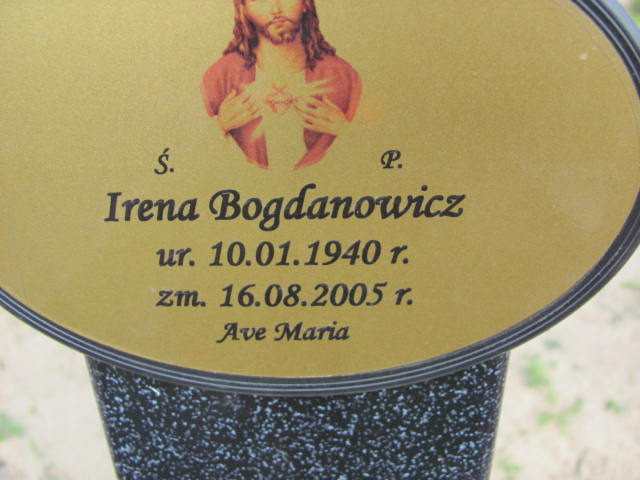 Ś. P.
Irena Bogdanowicz
ur. 10.01.1940 r.
zm. 16.08.2005 r.
Ave Maria